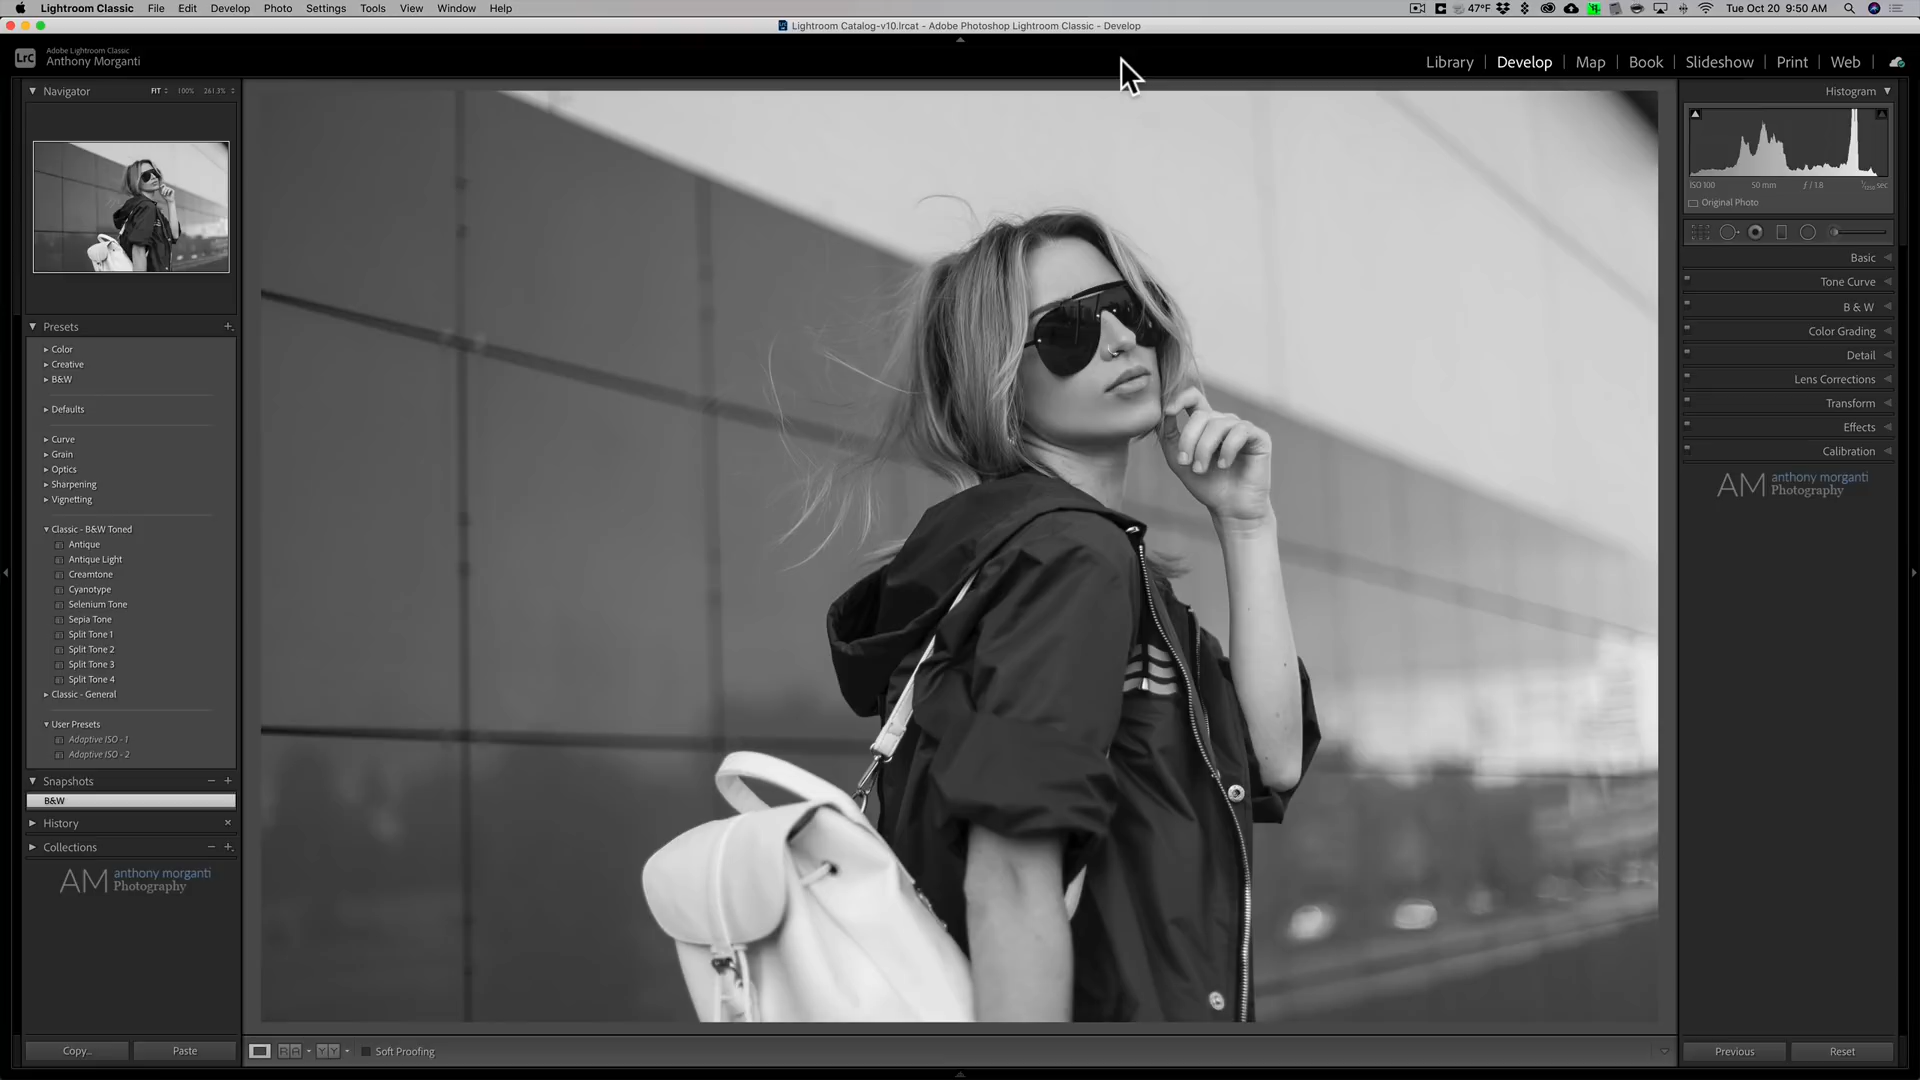 Lightroom Classic File Edit Develop Photo Settings Tools View Window Help 47°F Tue Oct 20 9:50 AM
Lightroom Catalog-v10.lrcat - Adobe Photoshop Lightroom Classic - Develop
LrC
Adobe Lightroom Classic
Anthony Morganti
Library | Develop | Map | Book | Slideshow | Print | Web
Navigator FIT 100% 261.3%
Presets
Color
Creative
B&W
Defaults
Curve
Grain
Optics
Sharpening
Vignetting
Classic - B&W Toned
Antique
Antique Light
Creamtone
Cyanotype
Selenium Tone
Sepia Tone
Split Tone 1
Split Tone 2
Split Tone 3
Split Tone 4
Classic - General
User Presets
Adaptive ISO - 1
Adaptive ISO - 2
Snapshots
B&W
History
Collections
AM anthony morganti
Photography
Copy... Paste
Soft Proofing
Histogram
ISO 100 50 mm ƒ / 1.8 sec
Original Photo
Basic
Tone Curve
B & W
Color Grading
Detail
Lens Corrections
Transform
Effects
Calibration
AM anthony morganti
Photography
Previous Reset